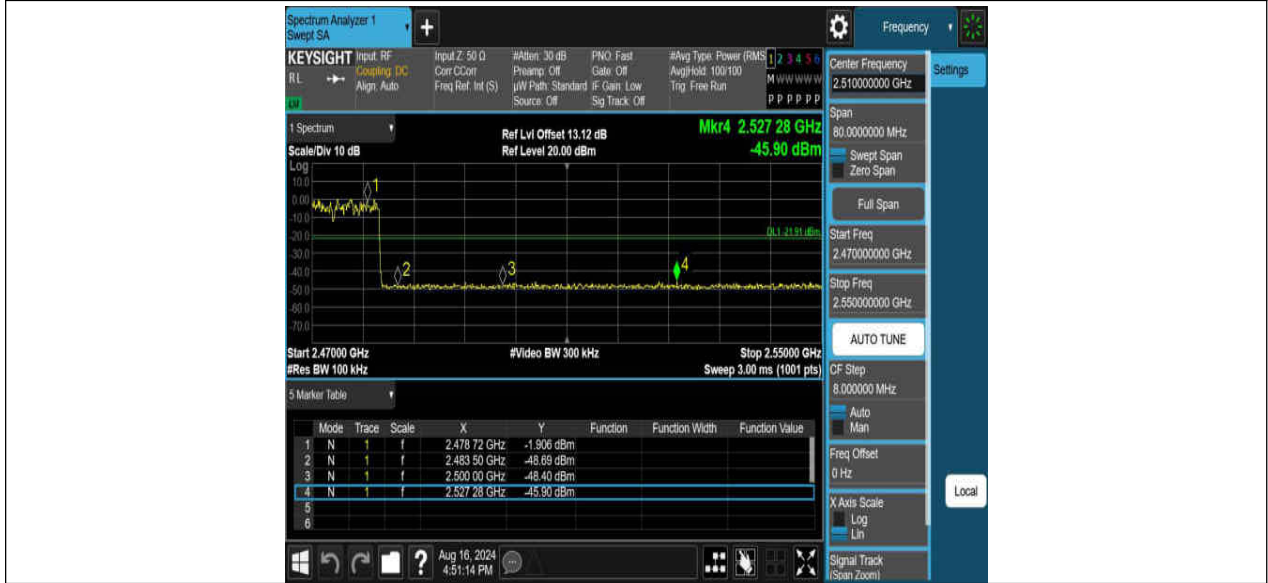 Spectrum Analyzer 1
Swept SA
+
Frequency
KEYSIGHT Input: RF Input Z: 50 Ω #Atten: 30 dB PNO: Fast #Avg Type: Power (RMS 1 2 3 4 5 6
RL Coupling: DC Corr CCorr Preamp: Off Gate: Off Avg|Hold: 100/100 M W W W W W
Align: Auto Freq Ref: Int (S) µW Path: Standard IF Gain: Low Trig: Free Run
Source: Off Sig Track: Off P P P P P P
1 Spectrum
Scale/Div 10 dB
Ref Lvl Offset 13.12 dB
Ref Level 20.00 dBm
Mkr4 2.527 28 GHz
-45.90 dBm
Log
10.0
0.00
-10.0
-20.0
-30.0
-40.0
-50.0
-60.0
-70.0
1
2
3
4
DL1 -21.91 dBm
Start 2.47000 GHz #Video BW 300 kHz Stop 2.55000 GHz
#Res BW 100 kHz Sweep 3.00 ms (1001 pts)
5 Marker Table
Mode Trace Scale X Y Function Function Width Function Value
1 N 1 f 2.478 72 GHz -1.906 dBm
2 N 1 f 2.483 50 GHz -48.69 dBm
3 N 1 f 2.500 00 GHz -48.40 dBm
4 N 1 f 2.527 28 GHz -45.90 dBm
5
6
?
Aug 16, 2024
4:51:14 PM
Center Frequency
2.510000000 GHz
Settings
Span
80.0000000 MHz
Swept Span
Zero Span
Full Span
Start Freq
2.470000000 GHz
Stop Freq
2.550000000 GHz
AUTO TUNE
CF Step
8.000000 MHz
Auto
Man
Freq Offset
0 Hz
X Axis Scale
Log
Lin
Local
Signal Track
(Span Zoom)